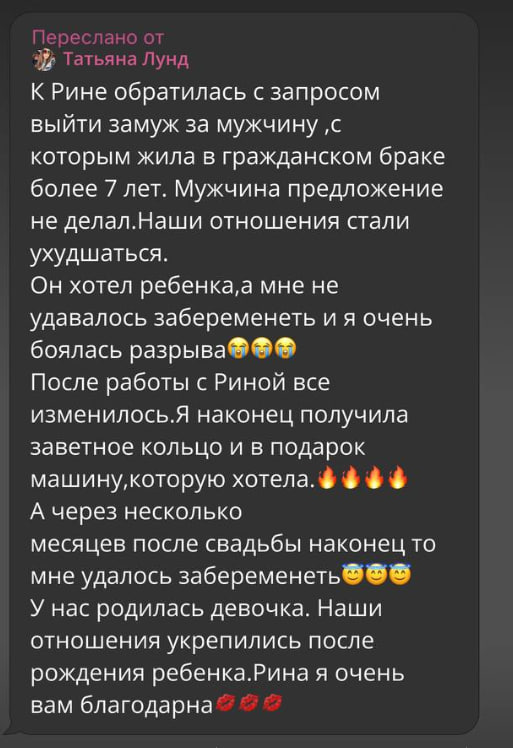 Переслано от
Татьяна Лунд
К Рине обратилась с запросом
выйти замуж за мужчину ,с
которым жила в гражданском браке
более 7 лет. Мужчина предложение
не делал.Наши отношения стали
ухудшаться.
Он хотел ребенка,а мне не
удавалось забеременеть и я очень
боялась разрыва😭😭😭
После работы с Риной все
изменилось.Я наконец получила
заветное кольцо и в подарок
машину,которую хотела.🔥🔥🔥🔥
А через несколько
месяцев после свадьбы наконец то
мне удалось забеременеть😇😇😇
У нас родилась девочка. Наши
отношения укрепились после
рождения ребенка.Рина я очень
вам благодарна💋💋💋